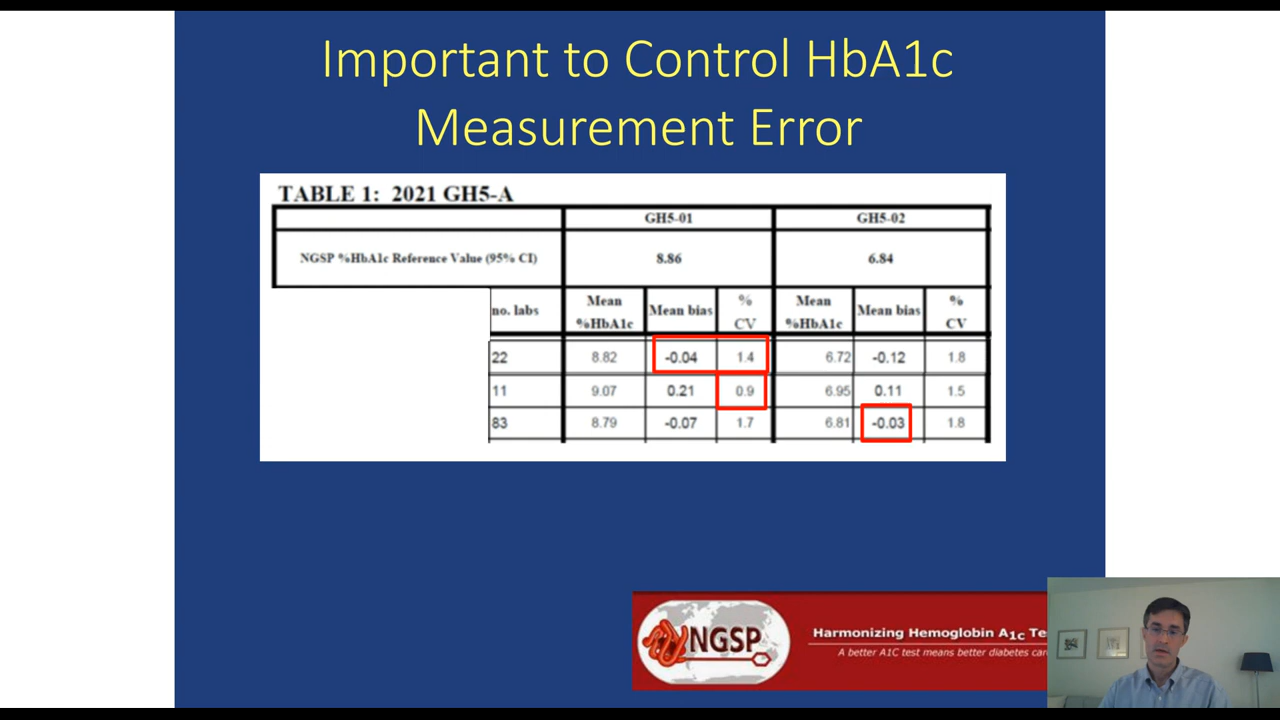 Important to Control HbA1c
Measurement Error
TABLE 1: 2021 GH5-A
GH5-01 GH5-02
NGSP %HbA1c Reference Value (95% CI) 8.86 6.84
no. labs Mean %HbA1c Mean bias % CV Mean %HbA1c Mean bias % CV
22 8.82 -0.04 1.4 6.72 -0.12 1.8
11 9.07 0.21 0.9 6.95 0.11 1.5
83 8.79 -0.07 1.7 6.81 -0.03 1.8
NGSP
Harmonizing Hemoglobin A1c Te
A better A1C test means better diabetes car